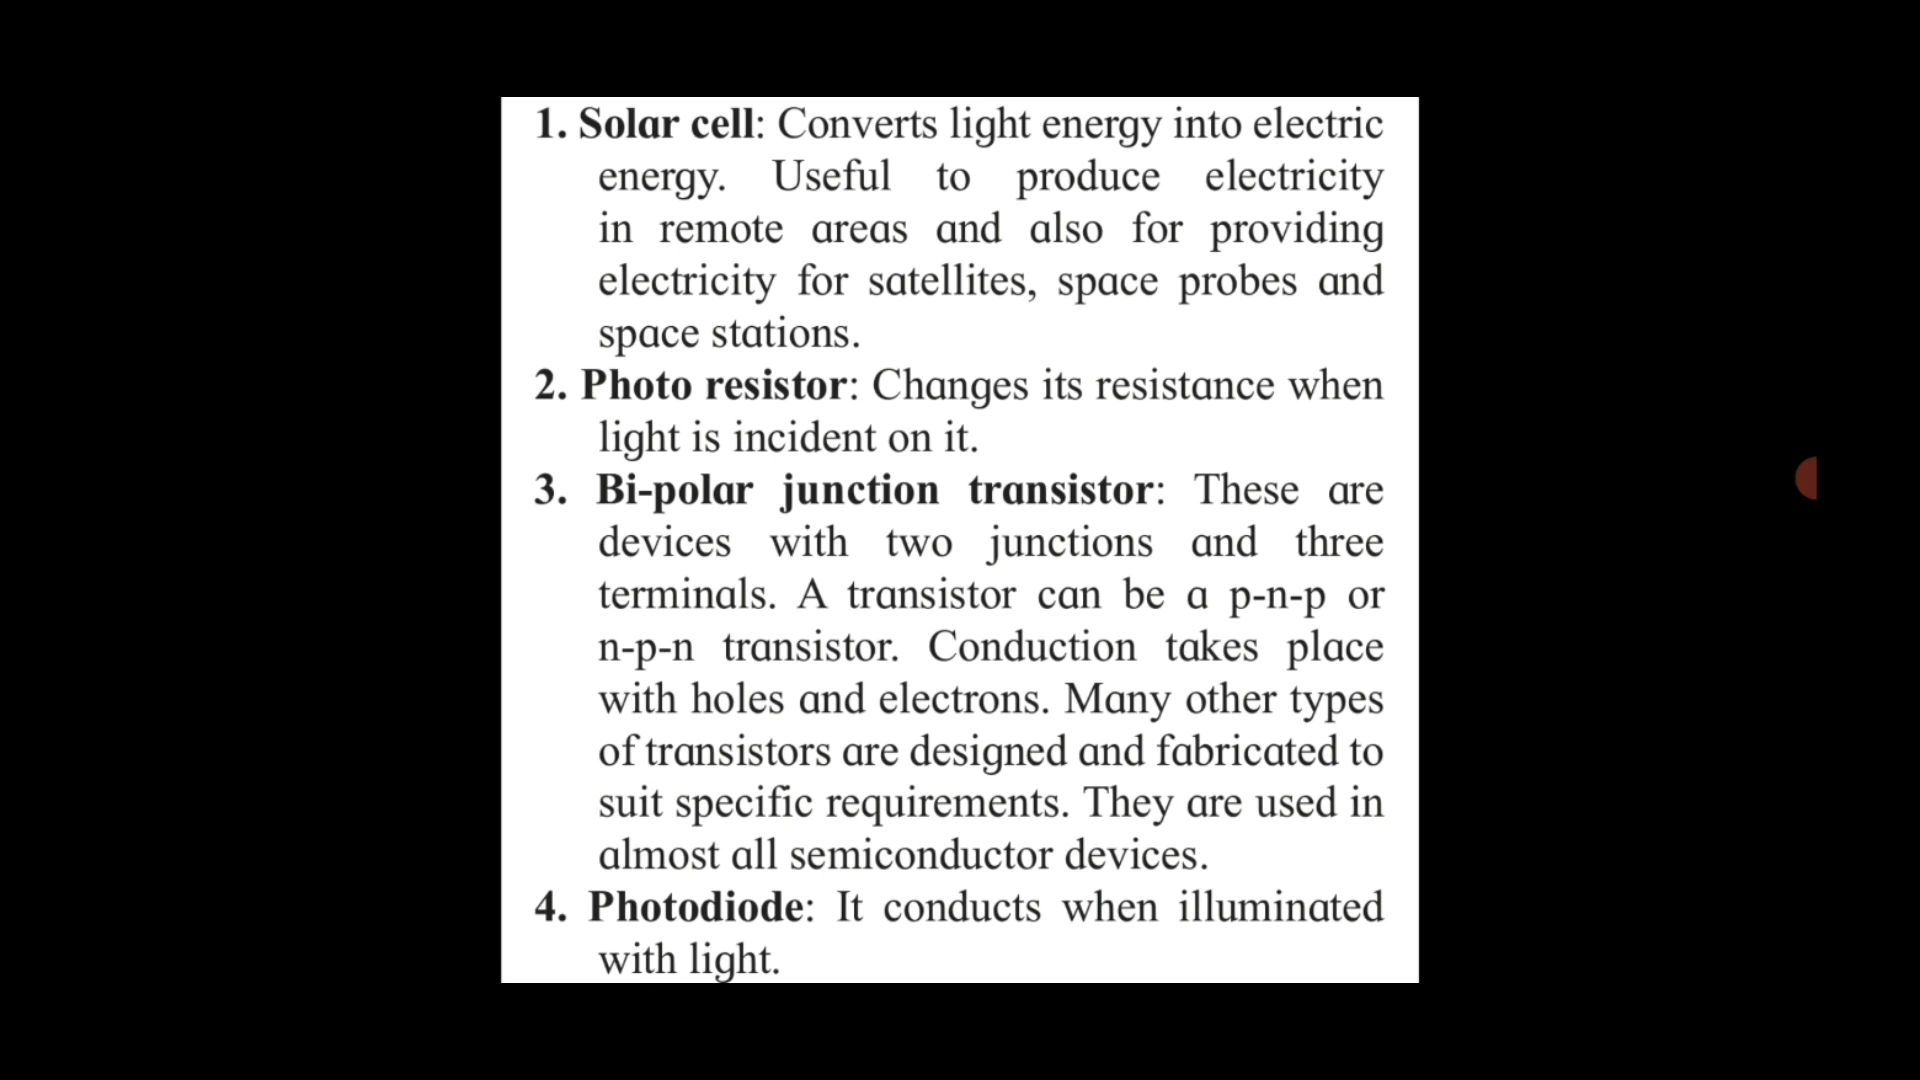 1. Solar cell: Converts light energy into electric
energy. Useful to produce electricity
in remote areas and also for providing
electricity for satellites, space probes and
space stations.
2. Photo resistor: Changes its resistance when
light is incident on it.
3. Bi-polar junction transistor: These are
devices with two junctions and three
terminals. A transistor can be a p-n-p or
n-p-n transistor. Conduction takes place
with holes and electrons. Many other types
of transistors are designed and fabricated to
suit specific requirements. They are used in
almost all semiconductor devices.
4. Photodiode: It conducts when illuminated
with light.